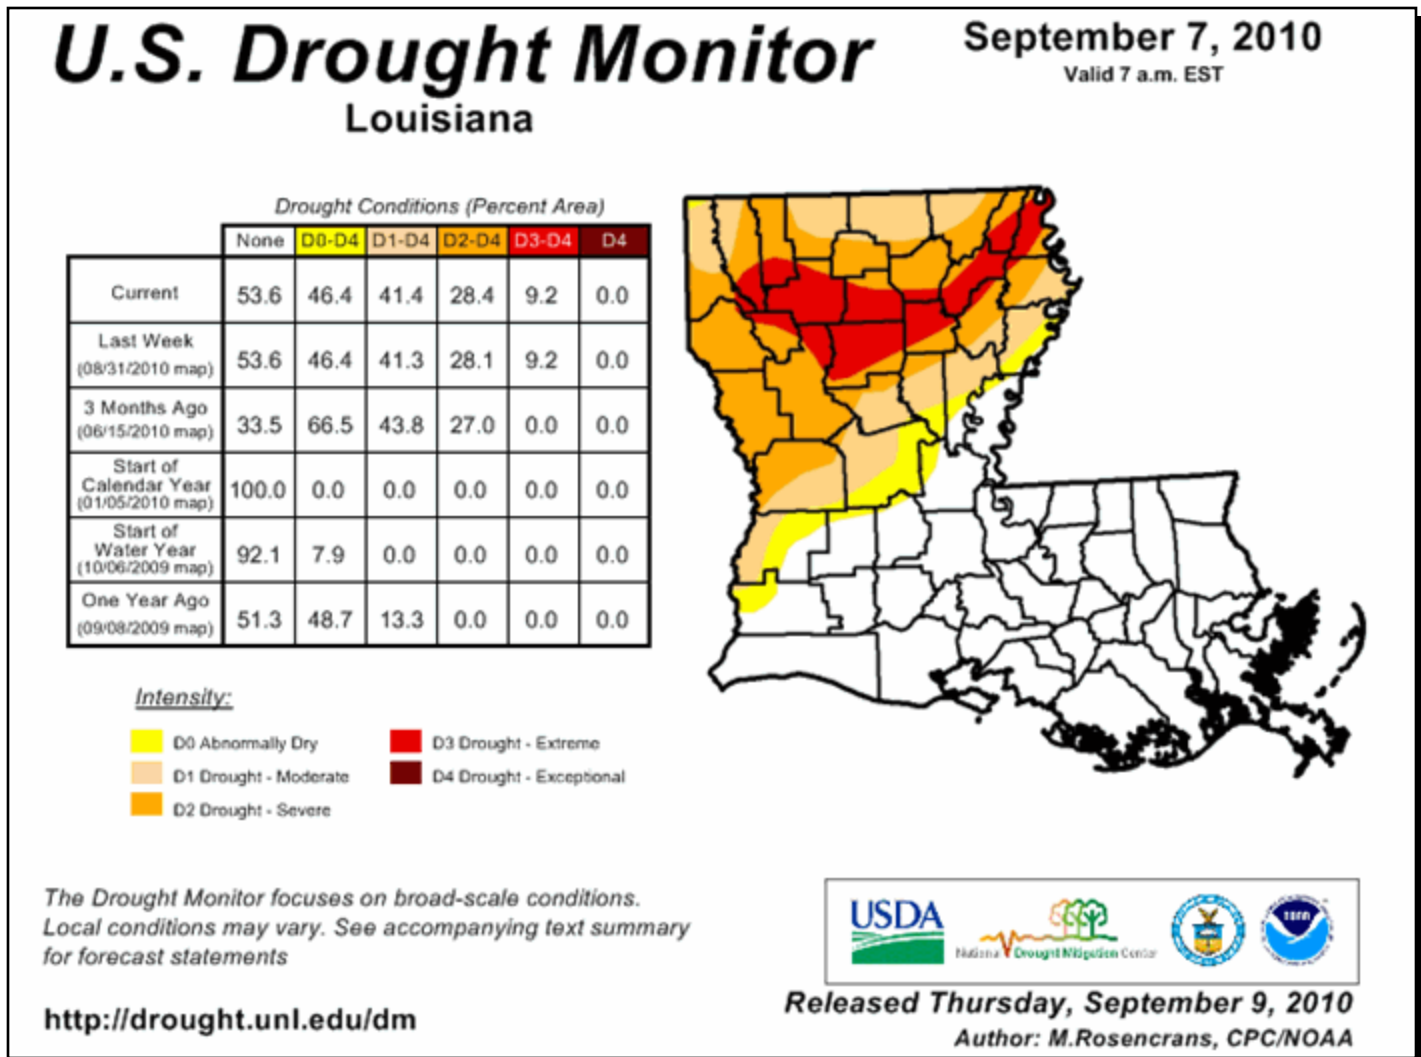 U.S. Drought Monitor
Louisiana
September 7, 2010
Valid 7 a.m. EST
Drought Conditions (Percent Area)
None D0-D4 D1-D4 D2-D4 D3-D4 D4
Current 53.6 46.4 41.4 28.4 9.2 0.0
Last Week
(08/31/2010 map) 53.6 46.4 41.3 28.1 9.2 0.0
3 Months Ago
(06/15/2010 map) 33.5 66.5 43.8 27.0 0.0 0.0
Start of
Calendar Year
(01/05/2010 map) 100.0 0.0 0.0 0.0 0.0 0.0
Start of
Water Year
(10/06/2009 map) 92.1 7.9 0.0 0.0 0.0 0.0
One Year Ago
(09/08/2009 map) 51.3 48.7 13.3 0.0 0.0 0.0
Intensity:
D0 Abnormally Dry
D1 Drought - Moderate
D2 Drought - Severe
D3 Drought - Extreme
D4 Drought - Exceptional
The Drought Monitor focuses on broad-scale conditions.
Local conditions may vary. See accompanying text summary
for forecast statements
http://drought.unl.edu/dm
USDA
National Drought Mitigation Center
NOAA
Released Thursday, September 9, 2010
Author: M.Rosencrans, CPC/NOAA